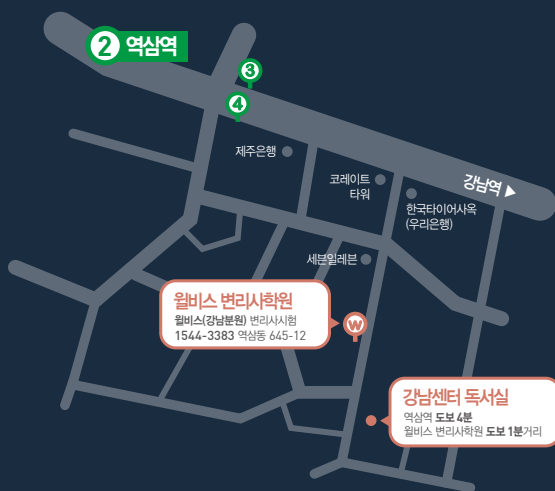 2 역삼역
3
4
제주은행
코레이트
타워
강남역 ▶
한국타이어사옥
(우리은행)
세븐일레븐
윌비스 변리사학원
윌비스(강남분원) 변리사시험
1544-3383 역삼동 645-12
W
강남센터 독서실
역삼역 도보 4분
윌비스 변리사학원 도보 1분거리